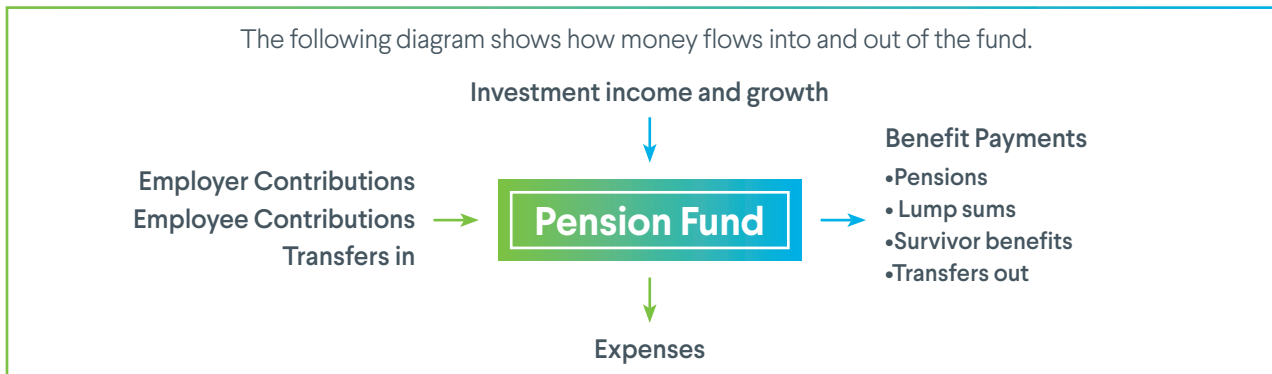 The following diagram shows how money flows into and out of the fund.
Investment income and growth
Employer Contributions
Employee Contributions
Transfers in
Pension Fund
Benefit Payments
•Pensions
• Lump sums
•Survivor benefits
•Transfers out
Expenses